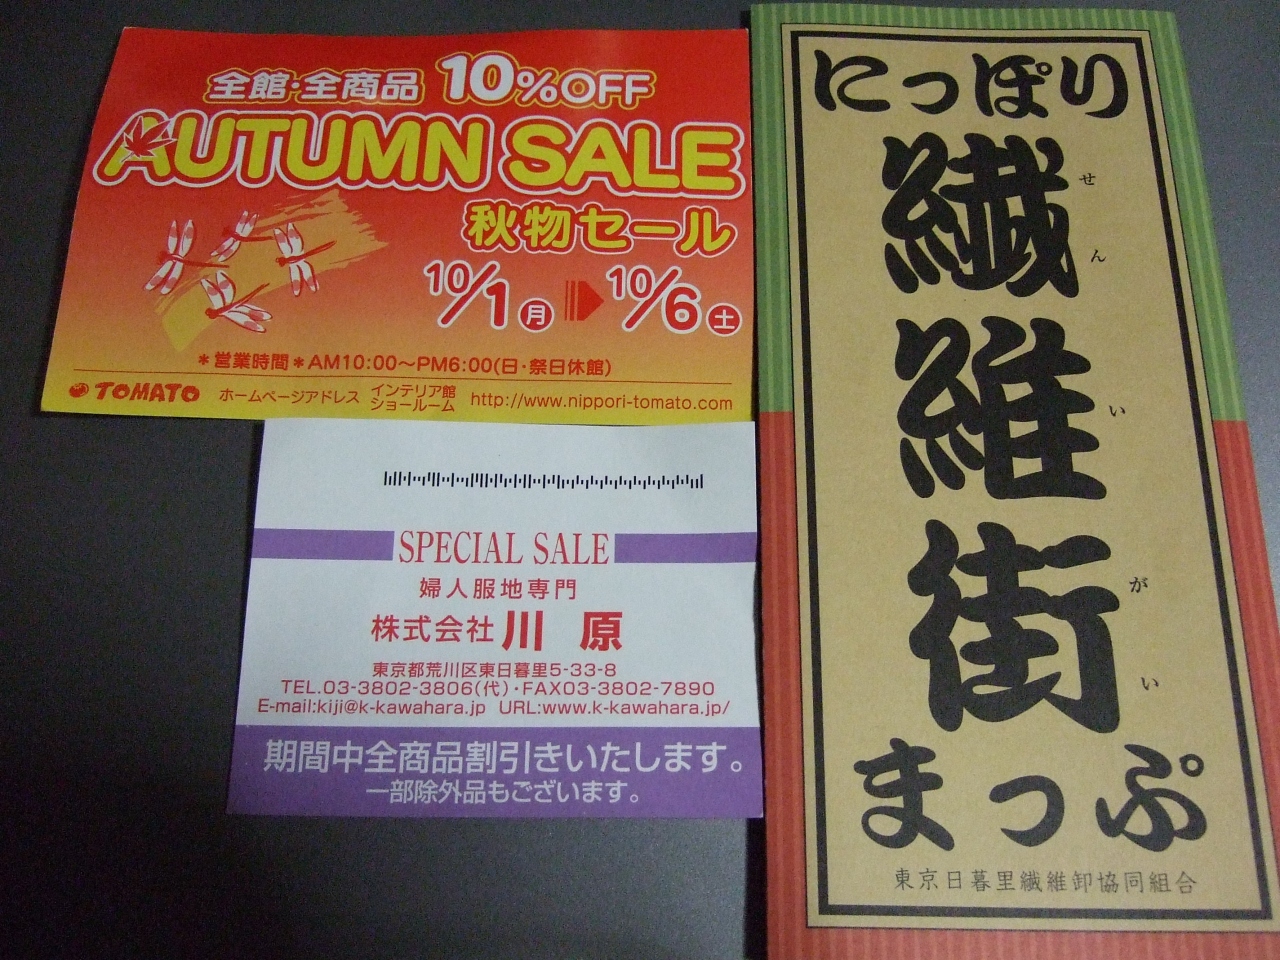 全館・全商品 10%OFF
AUTUMN SALE
秋物セール
10/1月 10/6土
＊営業時間＊AM10:00〜PM6:00(日・祭日休館)
TOMATO ホームページアドレス インテリア館 ショールーム http://www.nippori-tomato.com
SPECIAL SALE
婦人服地専門
株式会社 川原
東京都荒川区東日暮里5-33-8
TEL.03-3802-3806(代)・FAX03-3802-7890
E-mail:kiji@k-kawahara.jp URL:www.k-kawahara.jp/
期間中全商品割引きいたします。
一部除外品もございます。
にっぽり
繊維街
せんいがい
まっぷ
東京日暮里繊維卸協同組合